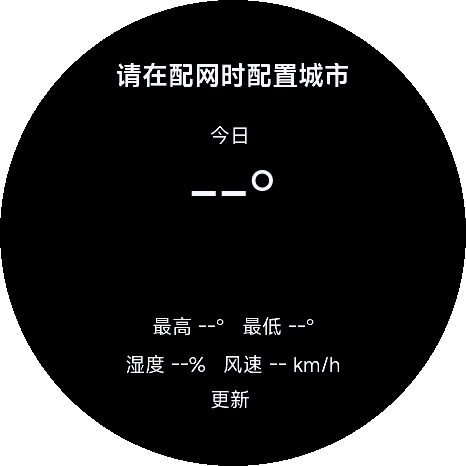 请在配网时配置城市
今日
--°
最高 --° 最低 --°
湿度 --% 风速 -- km/h
更新